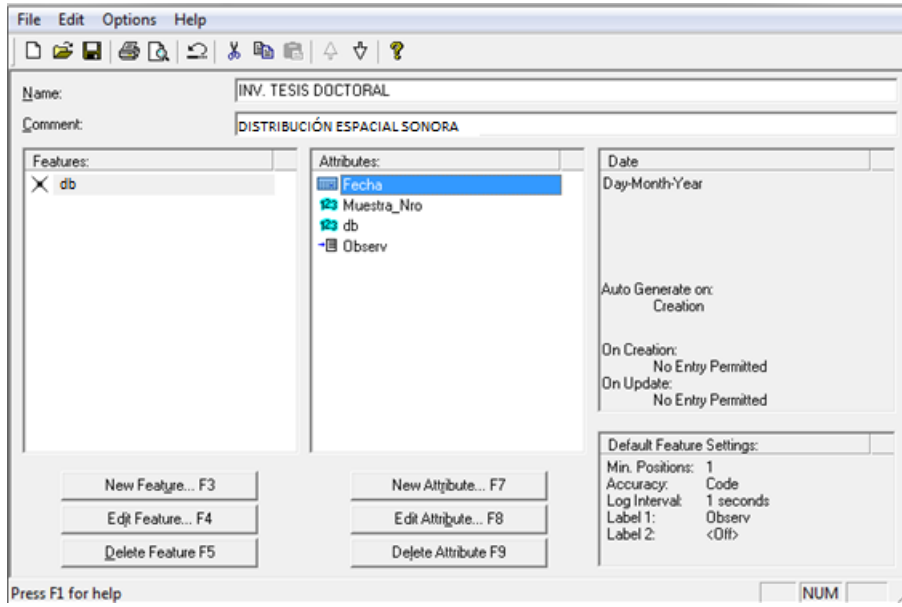 File Edit Options Help
Name: INV. TESIS DOCTORAL
Comment: DISTRIBUCIÓN ESPACIAL SONORA
Features:
db
Attributes:
Fecha
Muestra_Nro
db
Observ
Date
Day-Month-Year
Auto Generate on:
Creation
On Creation:
No Entry Permitted
On Update:
No Entry Permitted
Default Feature Settings:
Min. Positions: 1
Accuracy: Code
Log Interval: 1 seconds
Label 1: Observ
Label 2: <Off>
New Feature... F3
Edit Feature... F4
Delete Feature F5
New Attribute... F7
Edit Attribute... F8
Delete Attribute F9
Press F1 for help
NUM